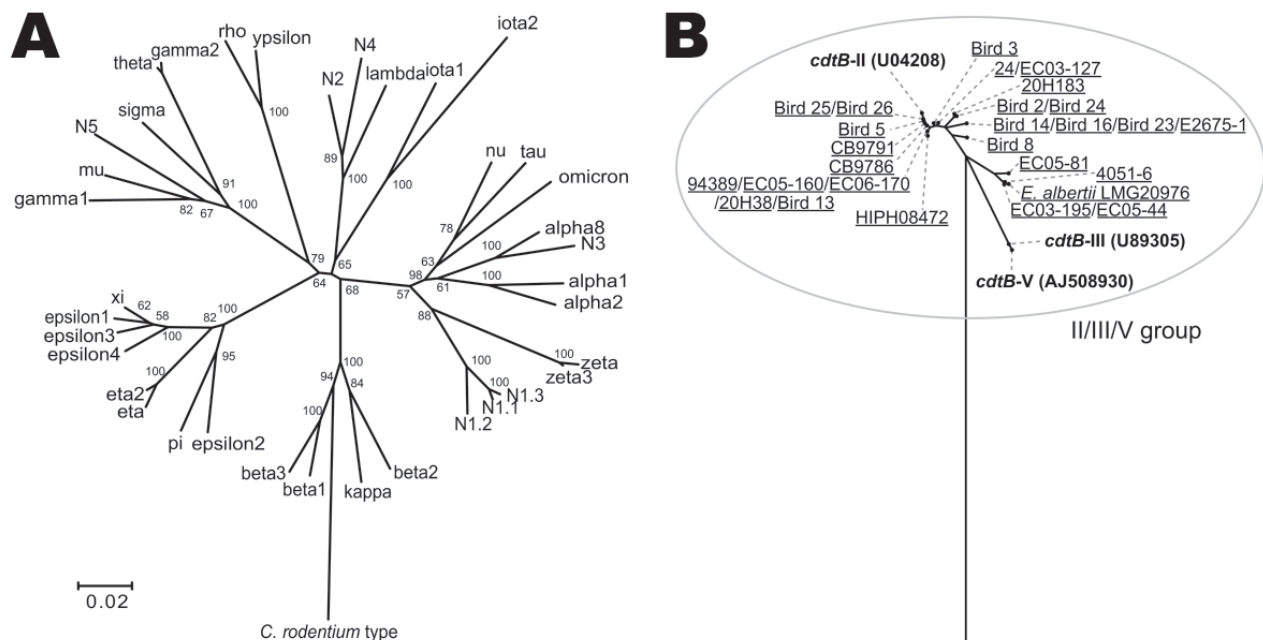 A
rho
ypsilon
gamma2
theta
sigma
N5
mu
gamma1
N4
N2
lambda
iota1
iota2
nu
tau
omicron
alpha8
N3
alpha1
alpha2
zeta
zeta3
N1.3
N1.1
N1.2
beta2
kappa
beta1
beta3
epsilon2
pi
eta
eta2
epsilon4
epsilon3
epsilon1
xi
100
91
100
82
67
79
64
89
100
100
65
68
78
63
98
57
100
61
100
88
100
100
100
100
94
84
100
100
82
95
100
62
58
100
0.02
C. rodentium type
B
cdtB-II (U04208)
Bird 3
24/EC03-127
20H183
Bird 2/Bird 24
Bird 14/Bird 16/Bird 23/E2675-1
Bird 8
Bird 25/Bird 26
Bird 5
CB9791
CB9786
94389/EC05-160/EC06-170
/20H38/Bird 13
HIPH08472
EC05-81
4051-6
E. albertii LMG20976
EC03-195/EC05-44
cdtB-III (U89305)
cdtB-V (AJ508930)
II/III/V group